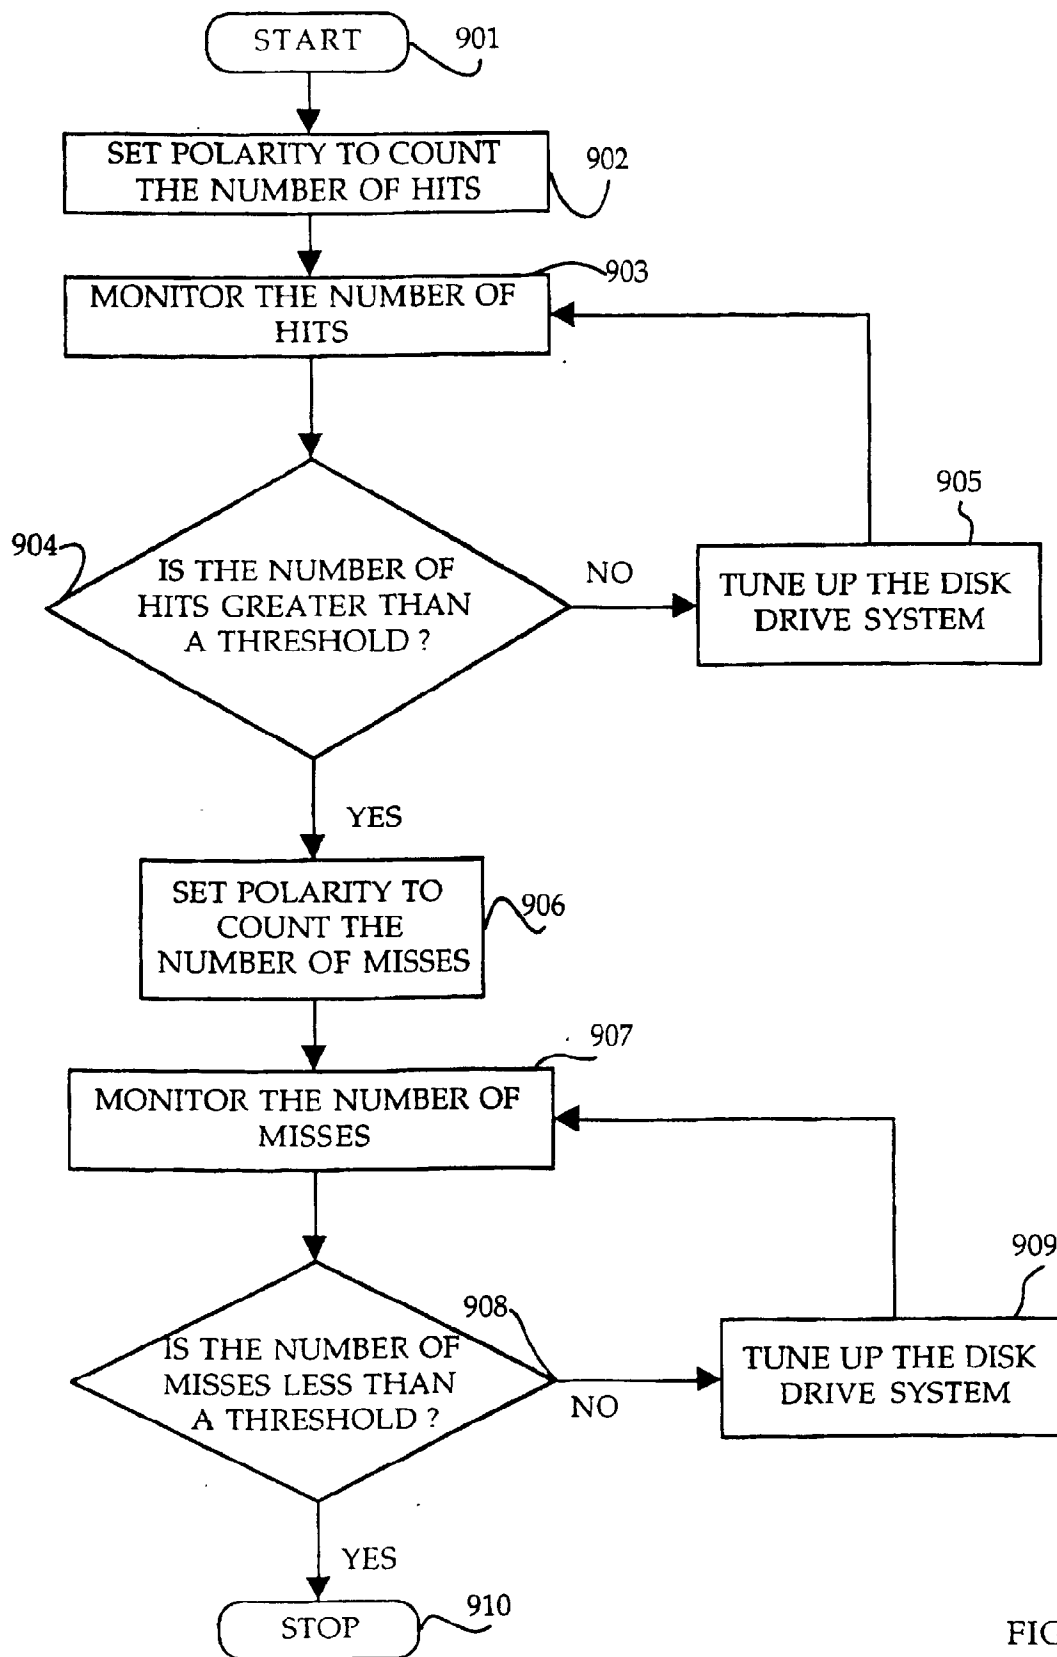 START
901
SET POLARITY TO COUNT
THE NUMBER OF HITS
902
903
MONITOR THE NUMBER OF
HITS
904
IS THE NUMBER OF
HITS GREATER THAN
A THRESHOLD ?
NO
905
TUNE UP THE DISK
DRIVE SYSTEM
YES
SET POLARITY TO
COUNT THE
NUMBER OF MISSES
906
907
MONITOR THE NUMBER OF
MISSES
908
IS THE NUMBER OF
MISSES LESS THAN
A THRESHOLD ?
NO
909
TUNE UP THE DISK
DRIVE SYSTEM
YES
STOP
910
FIG